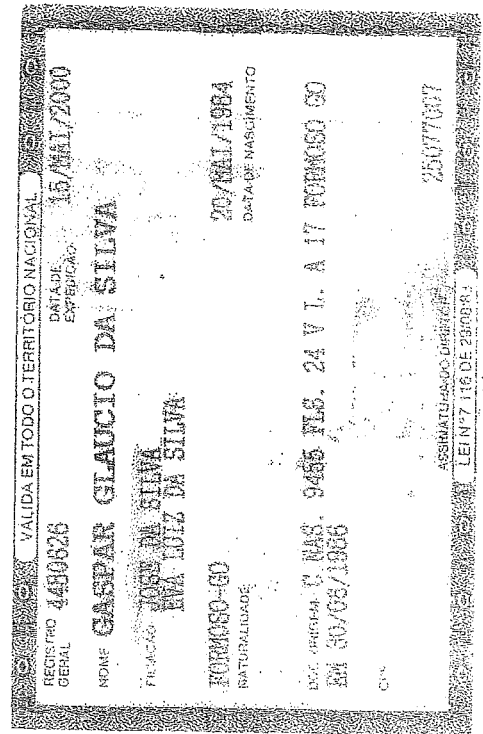 VÁLIDA EM TODO O TERRITÓRIO NACIONAL
REGISTRO GERAL 4480626
DATA DE EXPEDIÇÃO 15/MAI/2000
NOME GASPAR GLAUCIO DA SILVA
FILIAÇÃO JOSE DA SILVA
EVA LUIZ DA SILVA
FORMOSO-GO
NATURALIDADE
20/MAI/1984
DATA DE NASCIMENTO
DOC. ORIGEM C NAS. 9485 FLS. 24 V L. A 17 FORMOSO GO
EM 30/06/1986
CPF
25077007
ASSINATURA DO DIRETOR
LEI Nº 7 116 DE 29/08/83